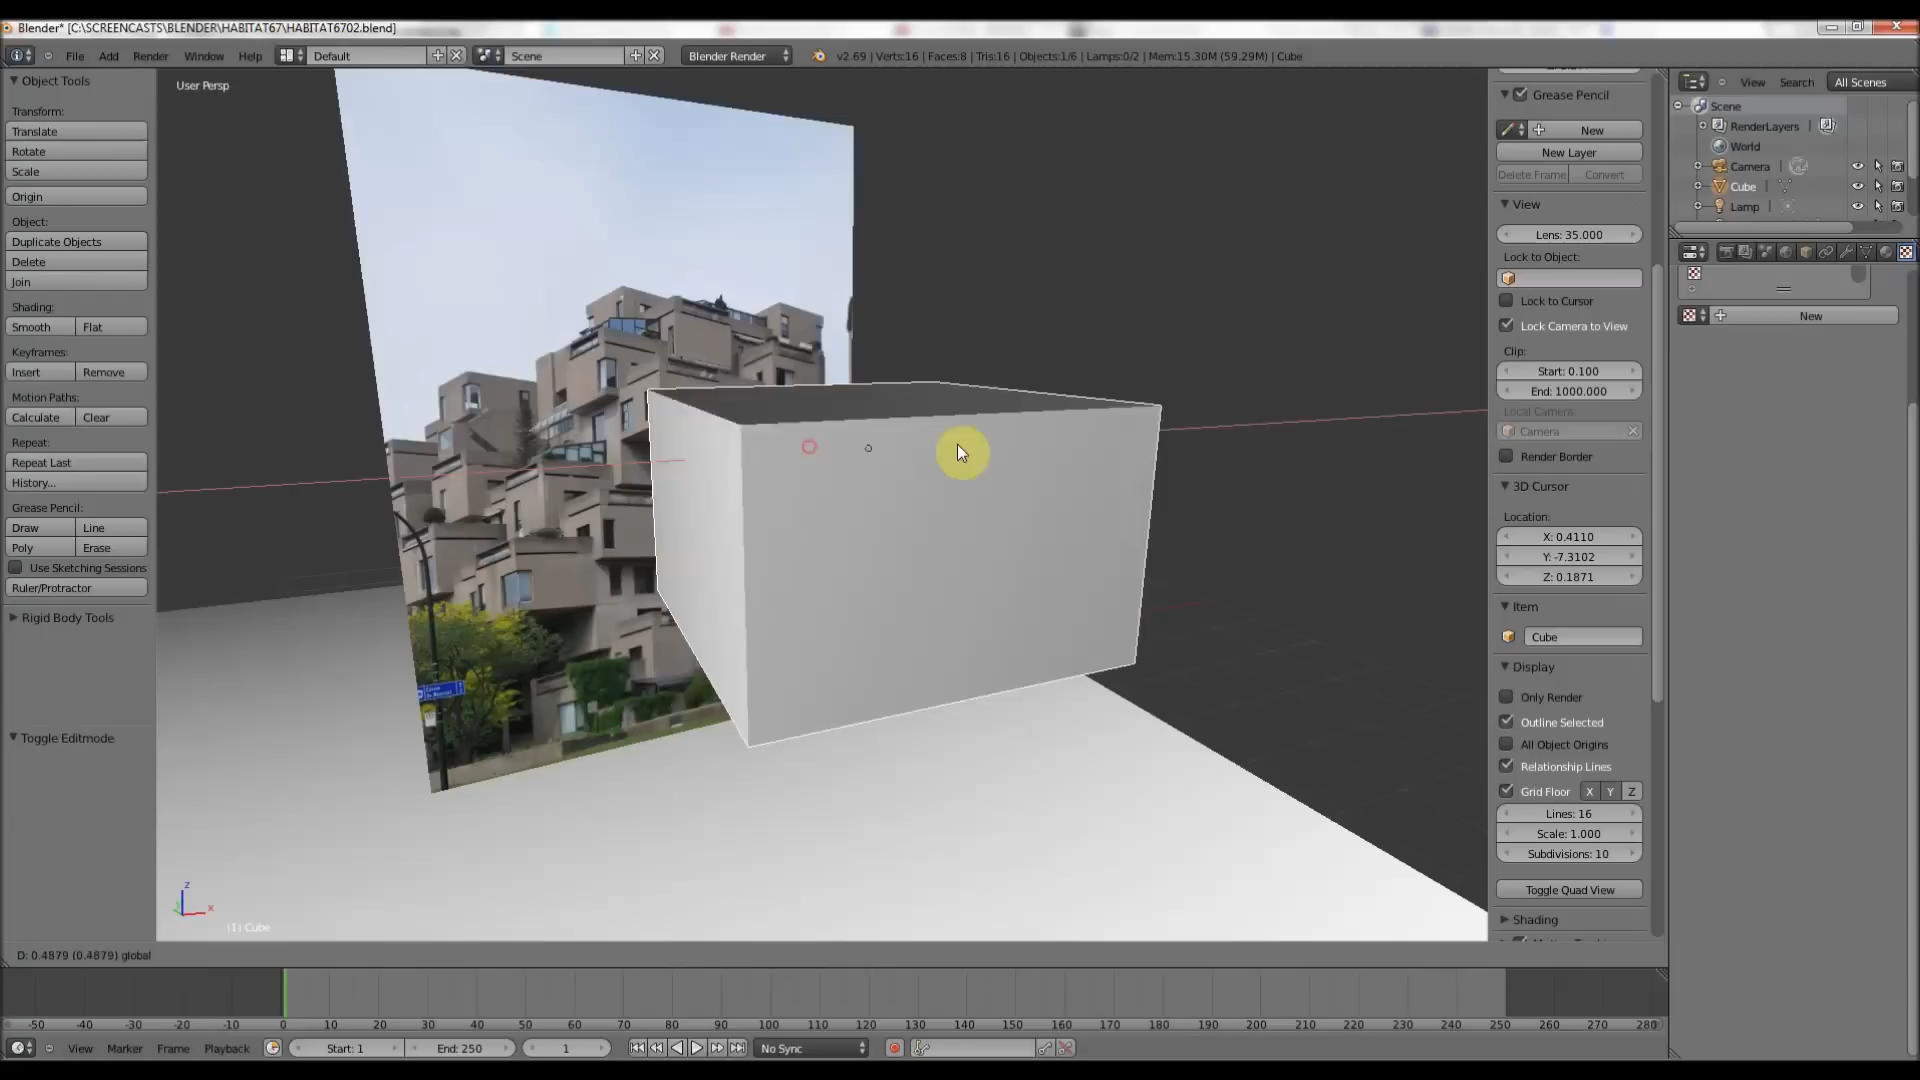 Blender* [C:\SCREENCASTS\BLENDER\HABITAT67\HABITAT6702.blend]
File Add Render Window Help Default Scene Blender Render v2.69 | Verts:16 | Faces:8 | Tris:16 | Objects:1/6 | Lamps:0/2 | Mem:15.30M (59.29M) | Cube
Object Tools
Transform:
Translate
Rotate
Scale
Origin
Object:
Duplicate Objects
Delete
Join
Shading:
Smooth Flat
Keyframes:
Insert Remove
Motion Paths:
Calculate Clear
Repeat:
Repeat Last
History...
Grease Pencil:
Draw Line
Poly Erase
Use Sketching Sessions
Ruler/Protractor
Rigid Body Tools
Toggle Editmode
User Persp
z
x
(1) Cube
Grease Pencil
New
New Layer
Delete Frame Convert
View
Lens: 35.000
Lock to Object:
Lock to Cursor
Lock Camera to View
Clip:
Start: 0.100
End: 1000.000
Local Camera:
Camera
Render Border
3D Cursor
Location:
X: 0.4110
Y: -7.3102
Z: 0.1871
Item
Cube
Display
Only Render
Outline Selected
All Object Origins
Relationship Lines
Grid Floor X Y Z
Lines: 16
Scale: 1.000
Subdivisions: 10
Toggle Quad View
Shading
View Search All Scenes
Scene
RenderLayers
World
Camera
Cube
Lamp
New
D: 0.4879 (0.4879) global
-50 -40 -30 -20 -10 0 10 20 30 40 50 60 70 80 90 100 110 120 130 140 150 160 170 180 190 200 210 220 230 240 250 260 270 280
View Marker Frame Playback Start: 1 End: 250 1 No Sync